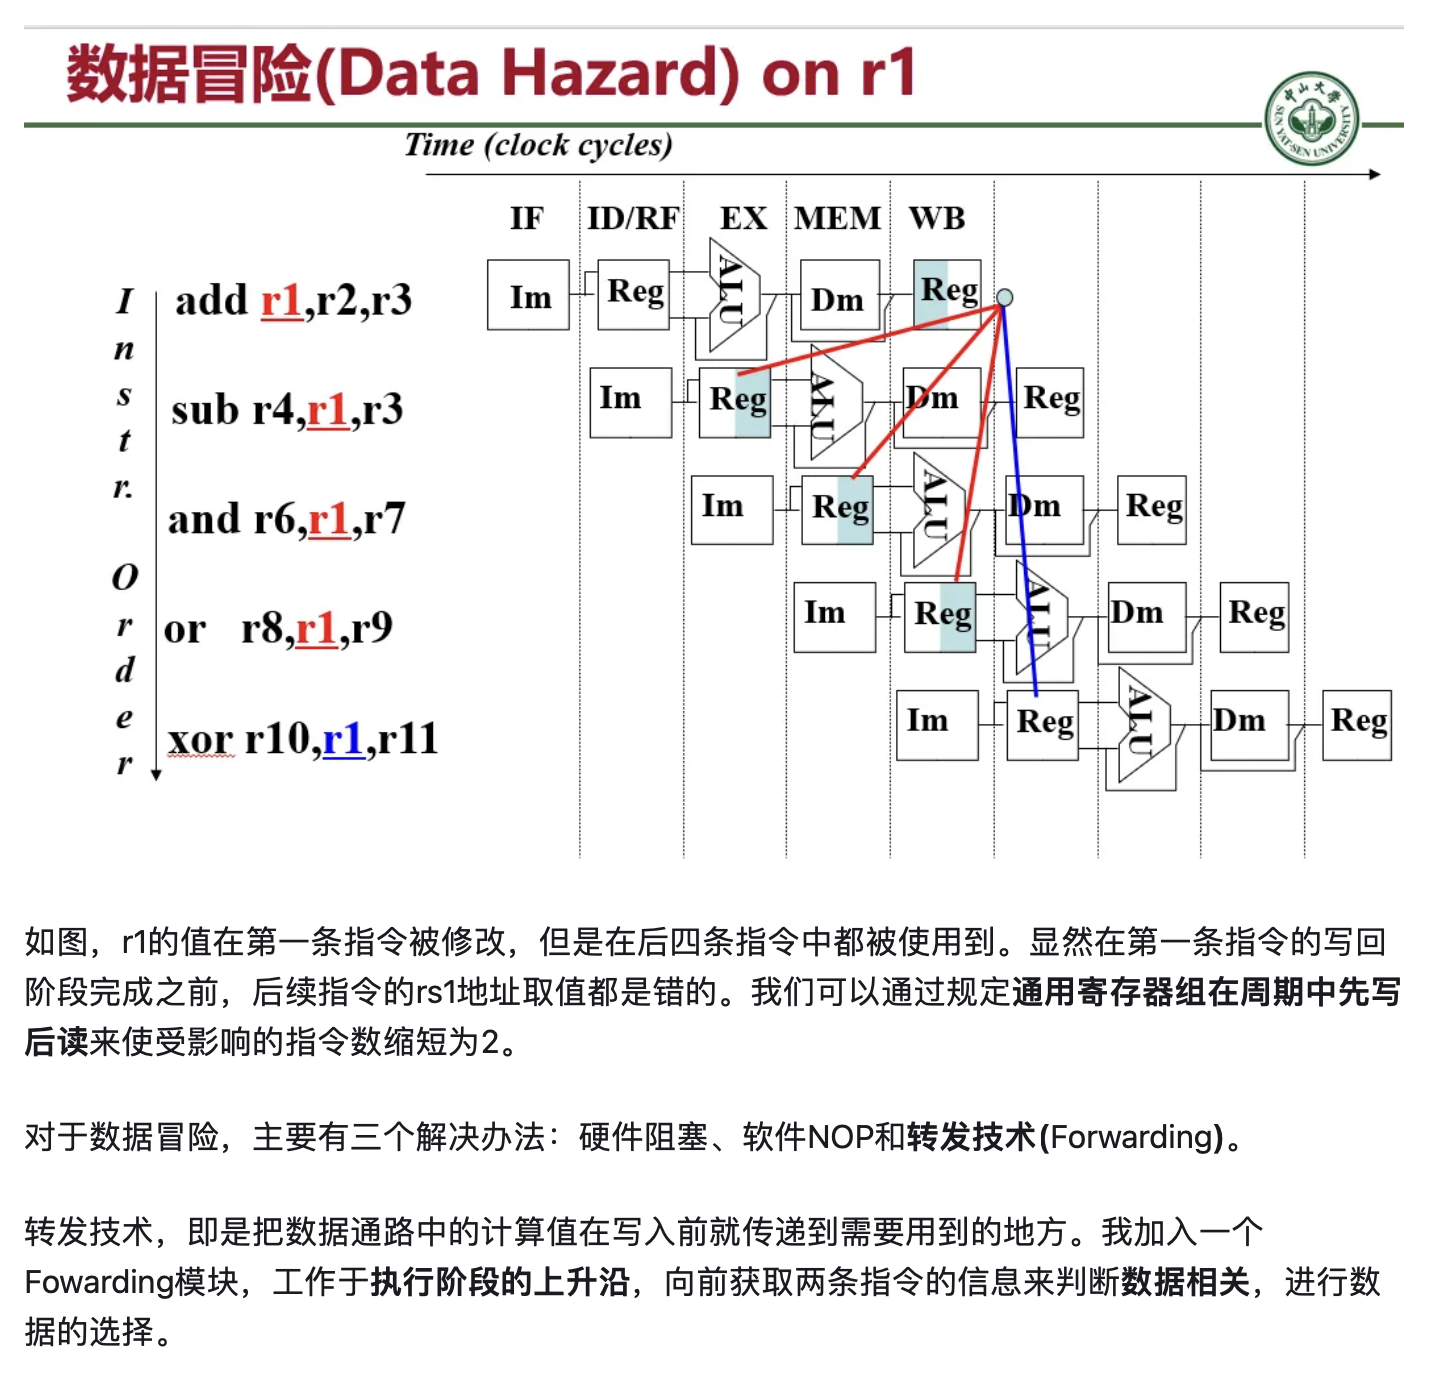 数据冒险(Data Hazard) on r1
中山大学
SUN YAT-SEN UNIVERSITY
Time (clock cycles)
IF ID/RF EX MEM WB
Instr. Order
add r1,r2,r3
Im Reg ALU Dm Reg
sub r4,r1,r3
Im Reg ALU Dm Reg
and r6,r1,r7
Im Reg ALU Dm Reg
or r8,r1,r9
Im Reg ALU Dm Reg
xor r10,r1,r11
Im Reg ALU Dm Reg
如图，r1的值在第一条指令被修改，但是在后四条指令中都被使用到。显然在第一条指令的写回
阶段完成之前，后续指令的rs1地址取值都是错的。我们可以通过规定通用寄存器组在周期中先写
后读来使受影响的指令数缩短为2。
对于数据冒险，主要有三个解决办法：硬件阻塞、软件NOP和转发技术(Forwarding)。
转发技术，即是把数据通路中的计算值在写入前就传递到需要用到的地方。我加入一个
Fowarding模块，工作于执行阶段的上升沿，向前获取两条指令的信息来判断数据相关，进行数
据的选择。